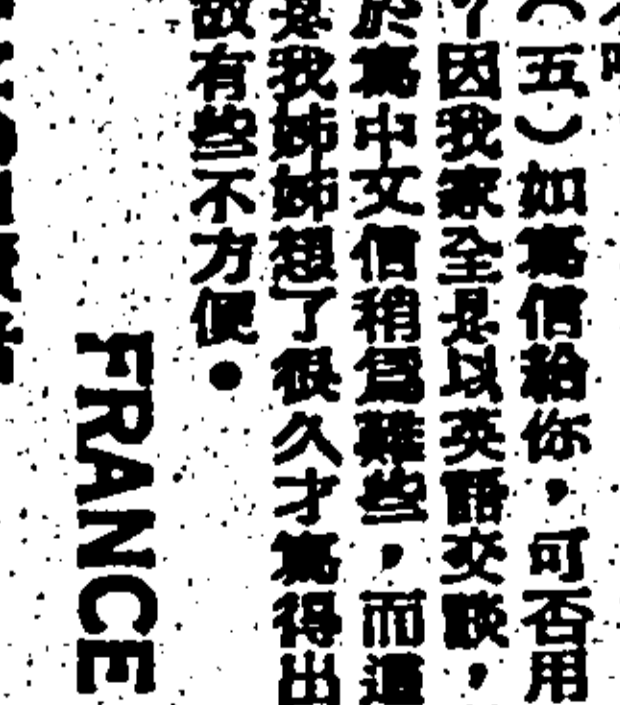 （五）如寫信給你，可否用
？因我家全是以英語交談，
於寫中文信稍爲難些，而這
是我姊姊想了很久才寫得出
故有些不方便●
FRANCE